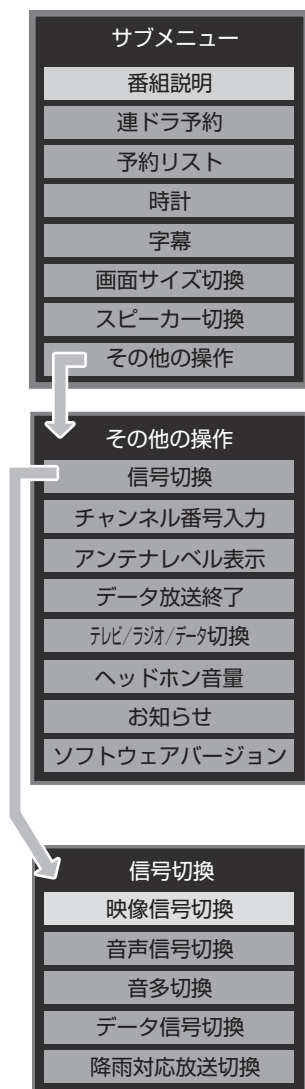 サブメニュー
番組説明
連ドラ予約
予約リスト
時計
字幕
画面サイズ切換
スピーカー切換
その他の操作
その他の操作
信号切換
チャンネル番号入力
アンテナレベル表示
データ放送終了
テレビ/ラジオ/データ切換
ヘッドホン音量
お知らせ
ソフトウェアバージョン
信号切換
映像信号切換
音声信号切換
音多切換
データ信号切換
降雨対応放送切換